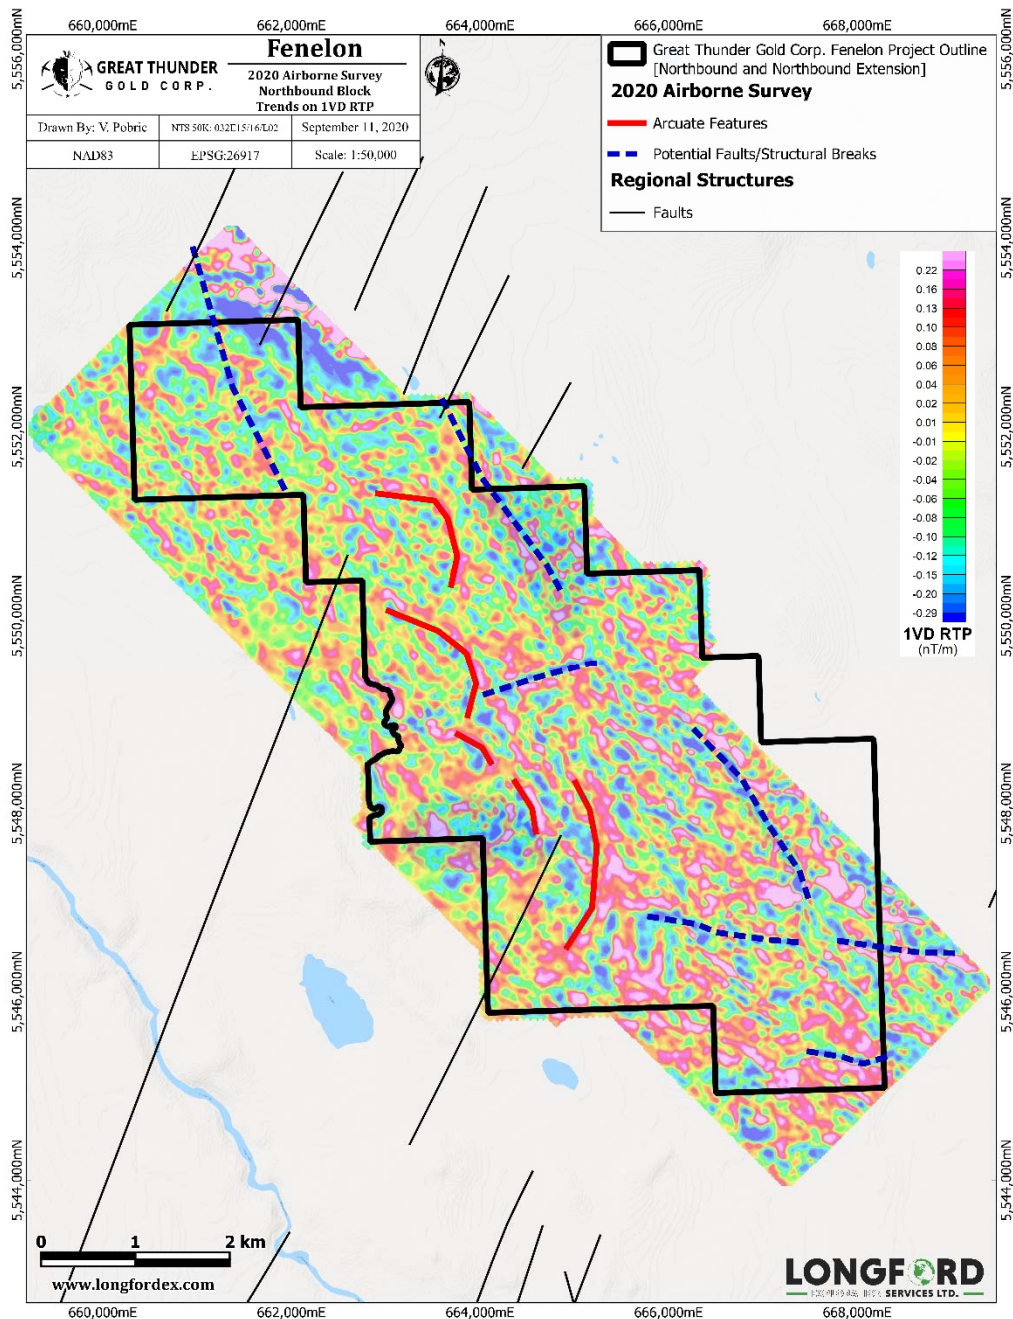 660,000mE 662,000mE 664,000mE 666,000mE 668,000mE
5,556,000mN 5,556,000mN
GREAT THUNDER
GOLD CORP.
Fenelon
2020 Airborne Survey
Northbound Block
Trends on 1VD RTP
Drawn By: V. Pobric NTS 50K: 032E15/16/L02 September 11, 2020
NAD83 EPSG:26917 Scale: 1:50,000
N
Great Thunder Gold Corp. Fenelon Project Outline
[Northbound and Northbound Extension]
2020 Airborne Survey
Arcuate Features
Potential Faults/Structural Breaks
Regional Structures
Faults
5,554,000mN 5,554,000mN
0.22
0.16
0.13
0.10
0.08
0.06
0.04
0.02
0.01
-0.01
-0.02
-0.04
-0.06
-0.08
-0.10
-0.12
-0.15
-0.20
-0.29
1VD RTP
(nT/m)
5,552,000mN 5,552,000mN
5,550,000mN 5,550,000mN
5,548,000mN 5,548,000mN
5,546,000mN 5,546,000mN
5,544,000mN 5,544,000mN
0 1 2 km
www.longfordex.com
LONGFORD
SERVICES LTD.
660,000mE 662,000mE 664,000mE 666,000mE 668,000mE